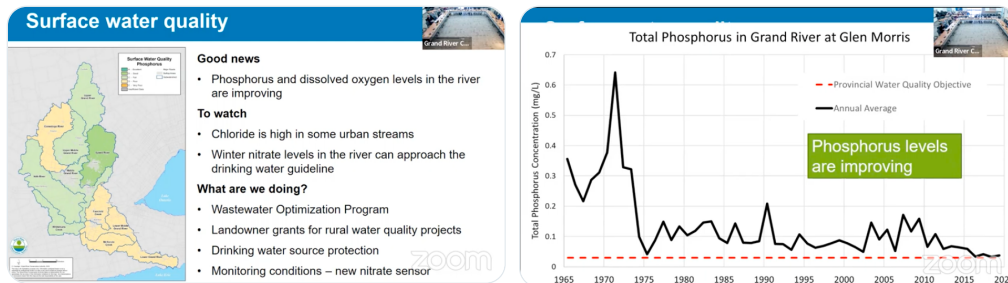 Surface water quality
Grand River C...
Surface Water Quality
Phosphorus
Good news
• Phosphorus and dissolved oxygen levels in the river
are improving
To watch
• Chloride is high in some urban streams
• Winter nitrate levels in the river can approach the
drinking water guideline
What are we doing?
• Wastewater Optimization Program
• Landowner grants for rural water quality projects
• Drinking water source protection
• Monitoring conditions – new nitrate sensor
zoom
Grand River C...
Total Phosphorus in Grand River at Glen Morris
Total Phosphorus Concentration (mg/L)
0.7
0.6
0.5
0.4
0.3
0.2
0.1
0
Provincial Water Quality Objective
Annual Average
Phosphorus levels
are improving
1965 1970 1975 1980 1985 1990 1995 2000 2005 2010 2015 202
zoom